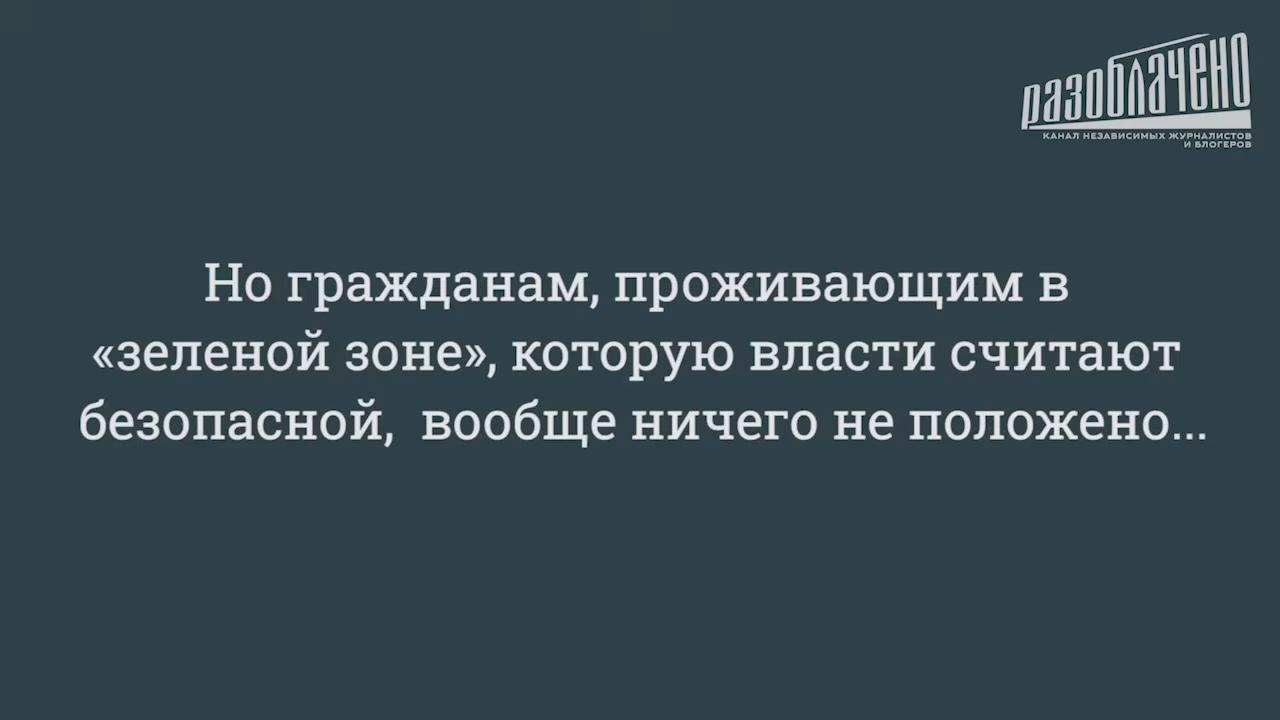 разоблачено
КАНАЛ НЕЗАВИСИМЫХ ЖУРНАЛИСТОВ
И БЛОГЕРОВ
Но гражданам, проживающим в
«зеленой зоне», которую власти считают
безопасной,  вообще ничего не положено...